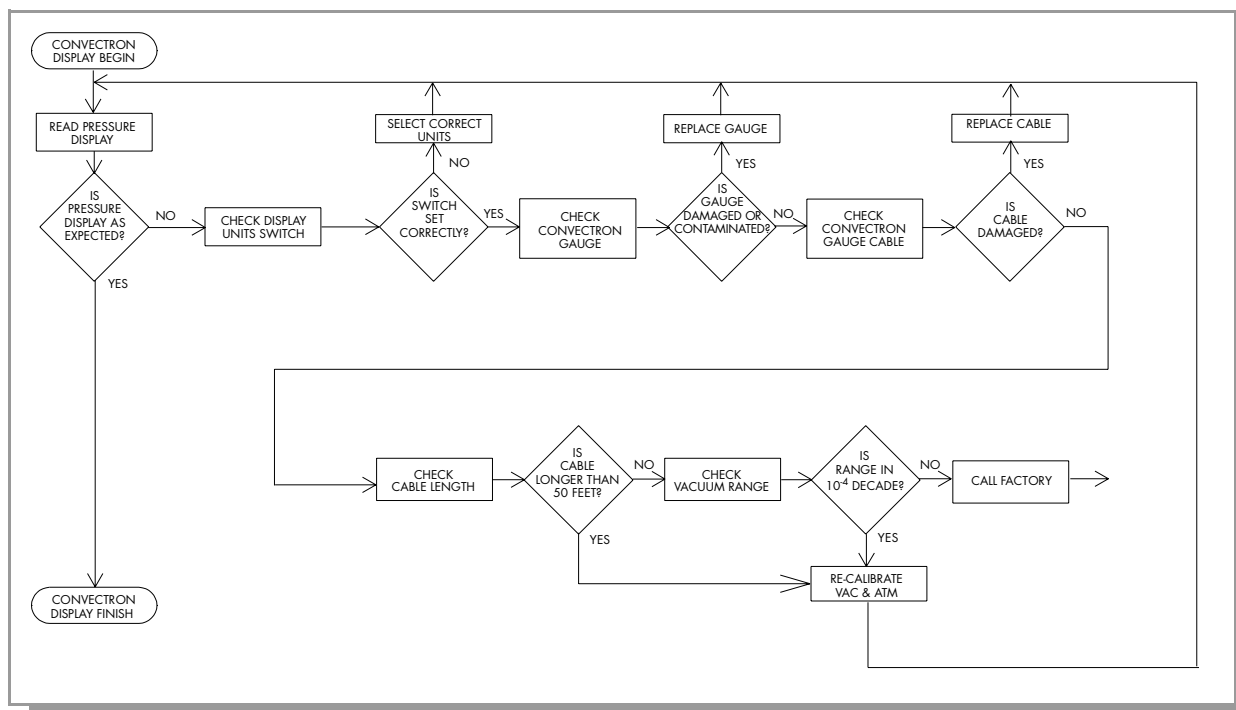 CONVECTRON
DISPLAY BEGIN
READ PRESSURE
DISPLAY
IS
PRESSURE
DISPLAY AS
EXPECTED?
NO
YES
CHECK DISPLAY
UNITS SWITCH
SELECT CORRECT
UNITS
NO
IS
SWITCH
SET
CORRECTLY?
YES
CHECK
CONVECTRON
GAUGE
REPLACE GAUGE
YES
IS
GAUGE
DAMAGED OR
CONTAMINATED?
NO
CHECK
CONVECTRON
GAUGE CABLE
REPLACE CABLE
YES
IS
CABLE
DAMAGED?
NO
CHECK
CABLE LENGTH
IS
CABLE
LONGER THAN
50 FEET?
NO
YES
CHECK
VACUUM RANGE
IS
RANGE IN
10-4 DECADE?
NO
YES
CALL FACTORY
RE-CALIBRATE
VAC & ATM
CONVECTRON
DISPLAY FINISH